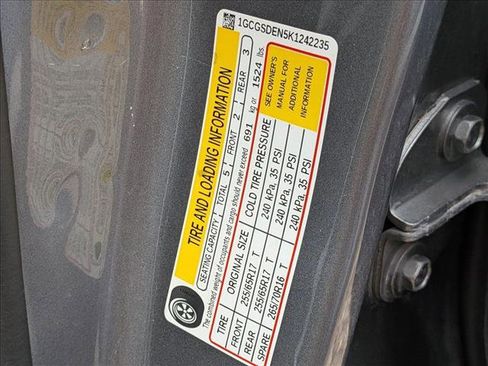 1GCGSDEN5K1242235
TIRE AND LOADING INFORMATION
SEATING CAPACITY TOTAL 5 FRONT 2 REAR 3
The combined weight of occupants and cargo should never exceed 691 kg or 1524 lbs.
TIRE ORIGINAL SIZE COLD TIRE PRESSURE
FRONT 255/65R17 T 240 kPa, 35 PSI
REAR 255/65R17 T 240 kPa, 35 PSI
SPARE 265/70R16 T 240 kPa, 35 PSI
SEE OWNER'S
MANUAL FOR
ADDITIONAL
INFORMATION